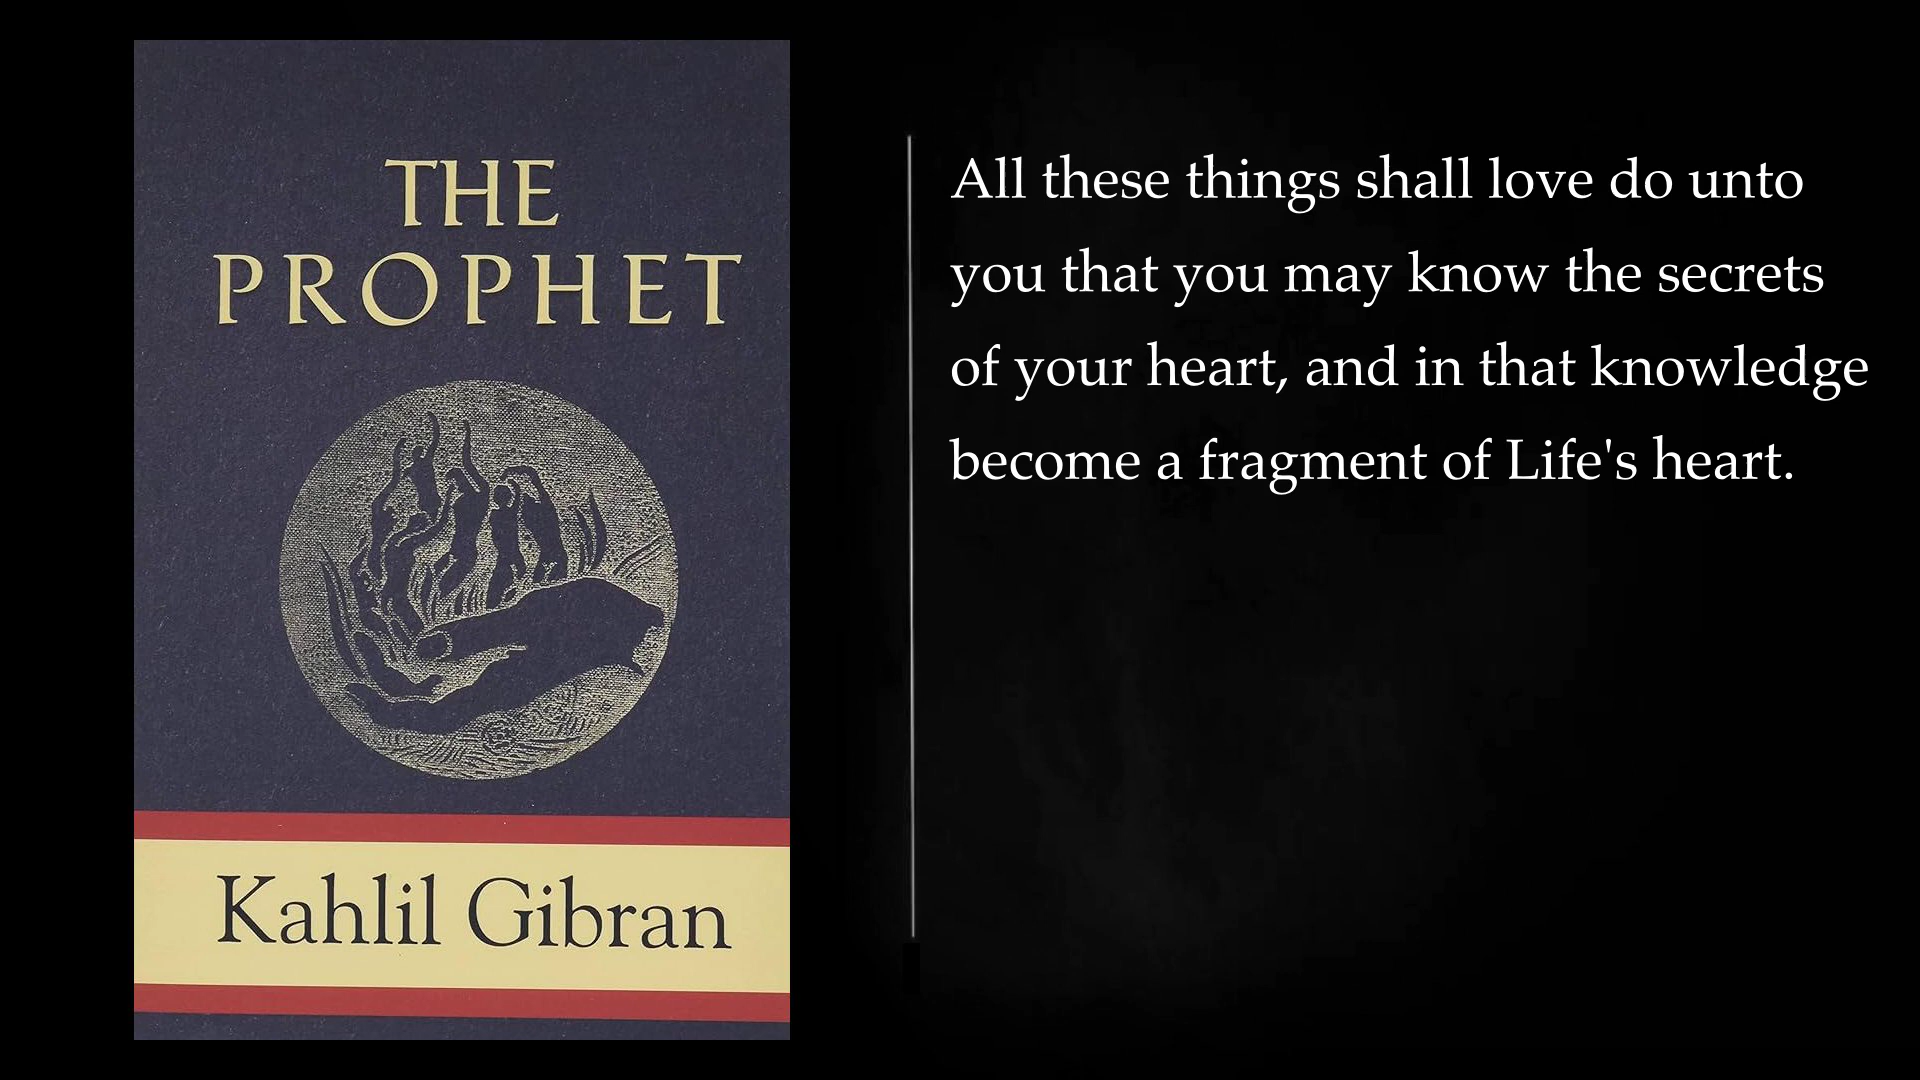 THE
PROPHET
Kahlil Gibran
All these things shall love do unto
you that you may know the secrets
of your heart, and in that knowledge
become a fragment of Life's heart.